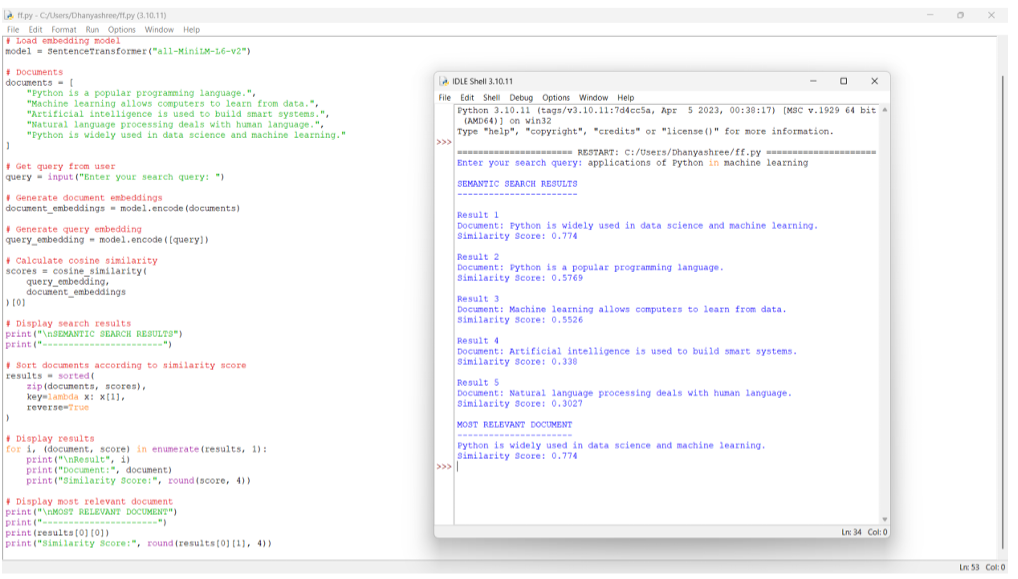 ff.py - C:/Users/Dhanyashree/ff.py (3.10.11)
File Edit Format Run Options Window Help
# Load embedding model
model = SentenceTransformer("all-MiniLM-L6-v2")
# Documents
documents = [
"Python is a popular programming language.",
"Machine learning allows computers to learn from data.",
"Artificial intelligence is used to build smart systems.",
"Natural language processing deals with human language.",
"Python is widely used in data science and machine learning."
]
# Get query from user
query = input("Enter your search query: ")
# Generate document embeddings
document_embeddings = model.encode(documents)
# Generate query embedding
query_embedding = model.encode([query])
# Calculate cosine similarity
scores = cosine_similarity(
query_embedding,
document_embeddings
)[0]
# Display search results
print("\nSEMANTIC SEARCH RESULTS")
print("-----------------------")
# Sort documents according to similarity score
results = sorted(
zip(documents, scores),
key=lambda x: x[1],
reverse=True
)
# Display results
for i, (document, score) in enumerate(results, 1):
print("\nResult", i)
print("Document:", document)
print("Similarity Score:", round(score, 4))
# Display most relevant document
print("\nMOST RELEVANT DOCUMENT")
print("----------------------")
print(results[0][0])
print("Similarity Score:", round(results[0][1], 4))
Ln: 53 Col: 0
IDLE Shell 3.10.11
File Edit Shell Debug Options Window Help
Python 3.10.11 (tags/v3.10.11:7d4cc5a, Apr 5 2023, 00:38:17) [MSC v.1929 64 bit
(AMD64)] on win32
Type "help", "copyright", "credits" or "license()" for more information.
>>>
====================== RESTART: C:/Users/Dhanyashree/ff.py =====================
Enter your search query: applications of Python in machine learning
SEMANTIC SEARCH RESULTS
-----------------------
Result 1
Document: Python is widely used in data science and machine learning.
Similarity Score: 0.774
Result 2
Document: Python is a popular programming language.
Similarity Score: 0.5769
Result 3
Document: Machine learning allows computers to learn from data.
Similarity Score: 0.5526
Result 4
Document: Artificial intelligence is used to build smart systems.
Similarity Score: 0.338
Result 5
Document: Natural language processing deals with human language.
Similarity Score: 0.3027
MOST RELEVANT DOCUMENT
----------------------
Python is widely used in data science and machine learning.
Similarity Score: 0.774
>>>
Ln: 34 Col: 0